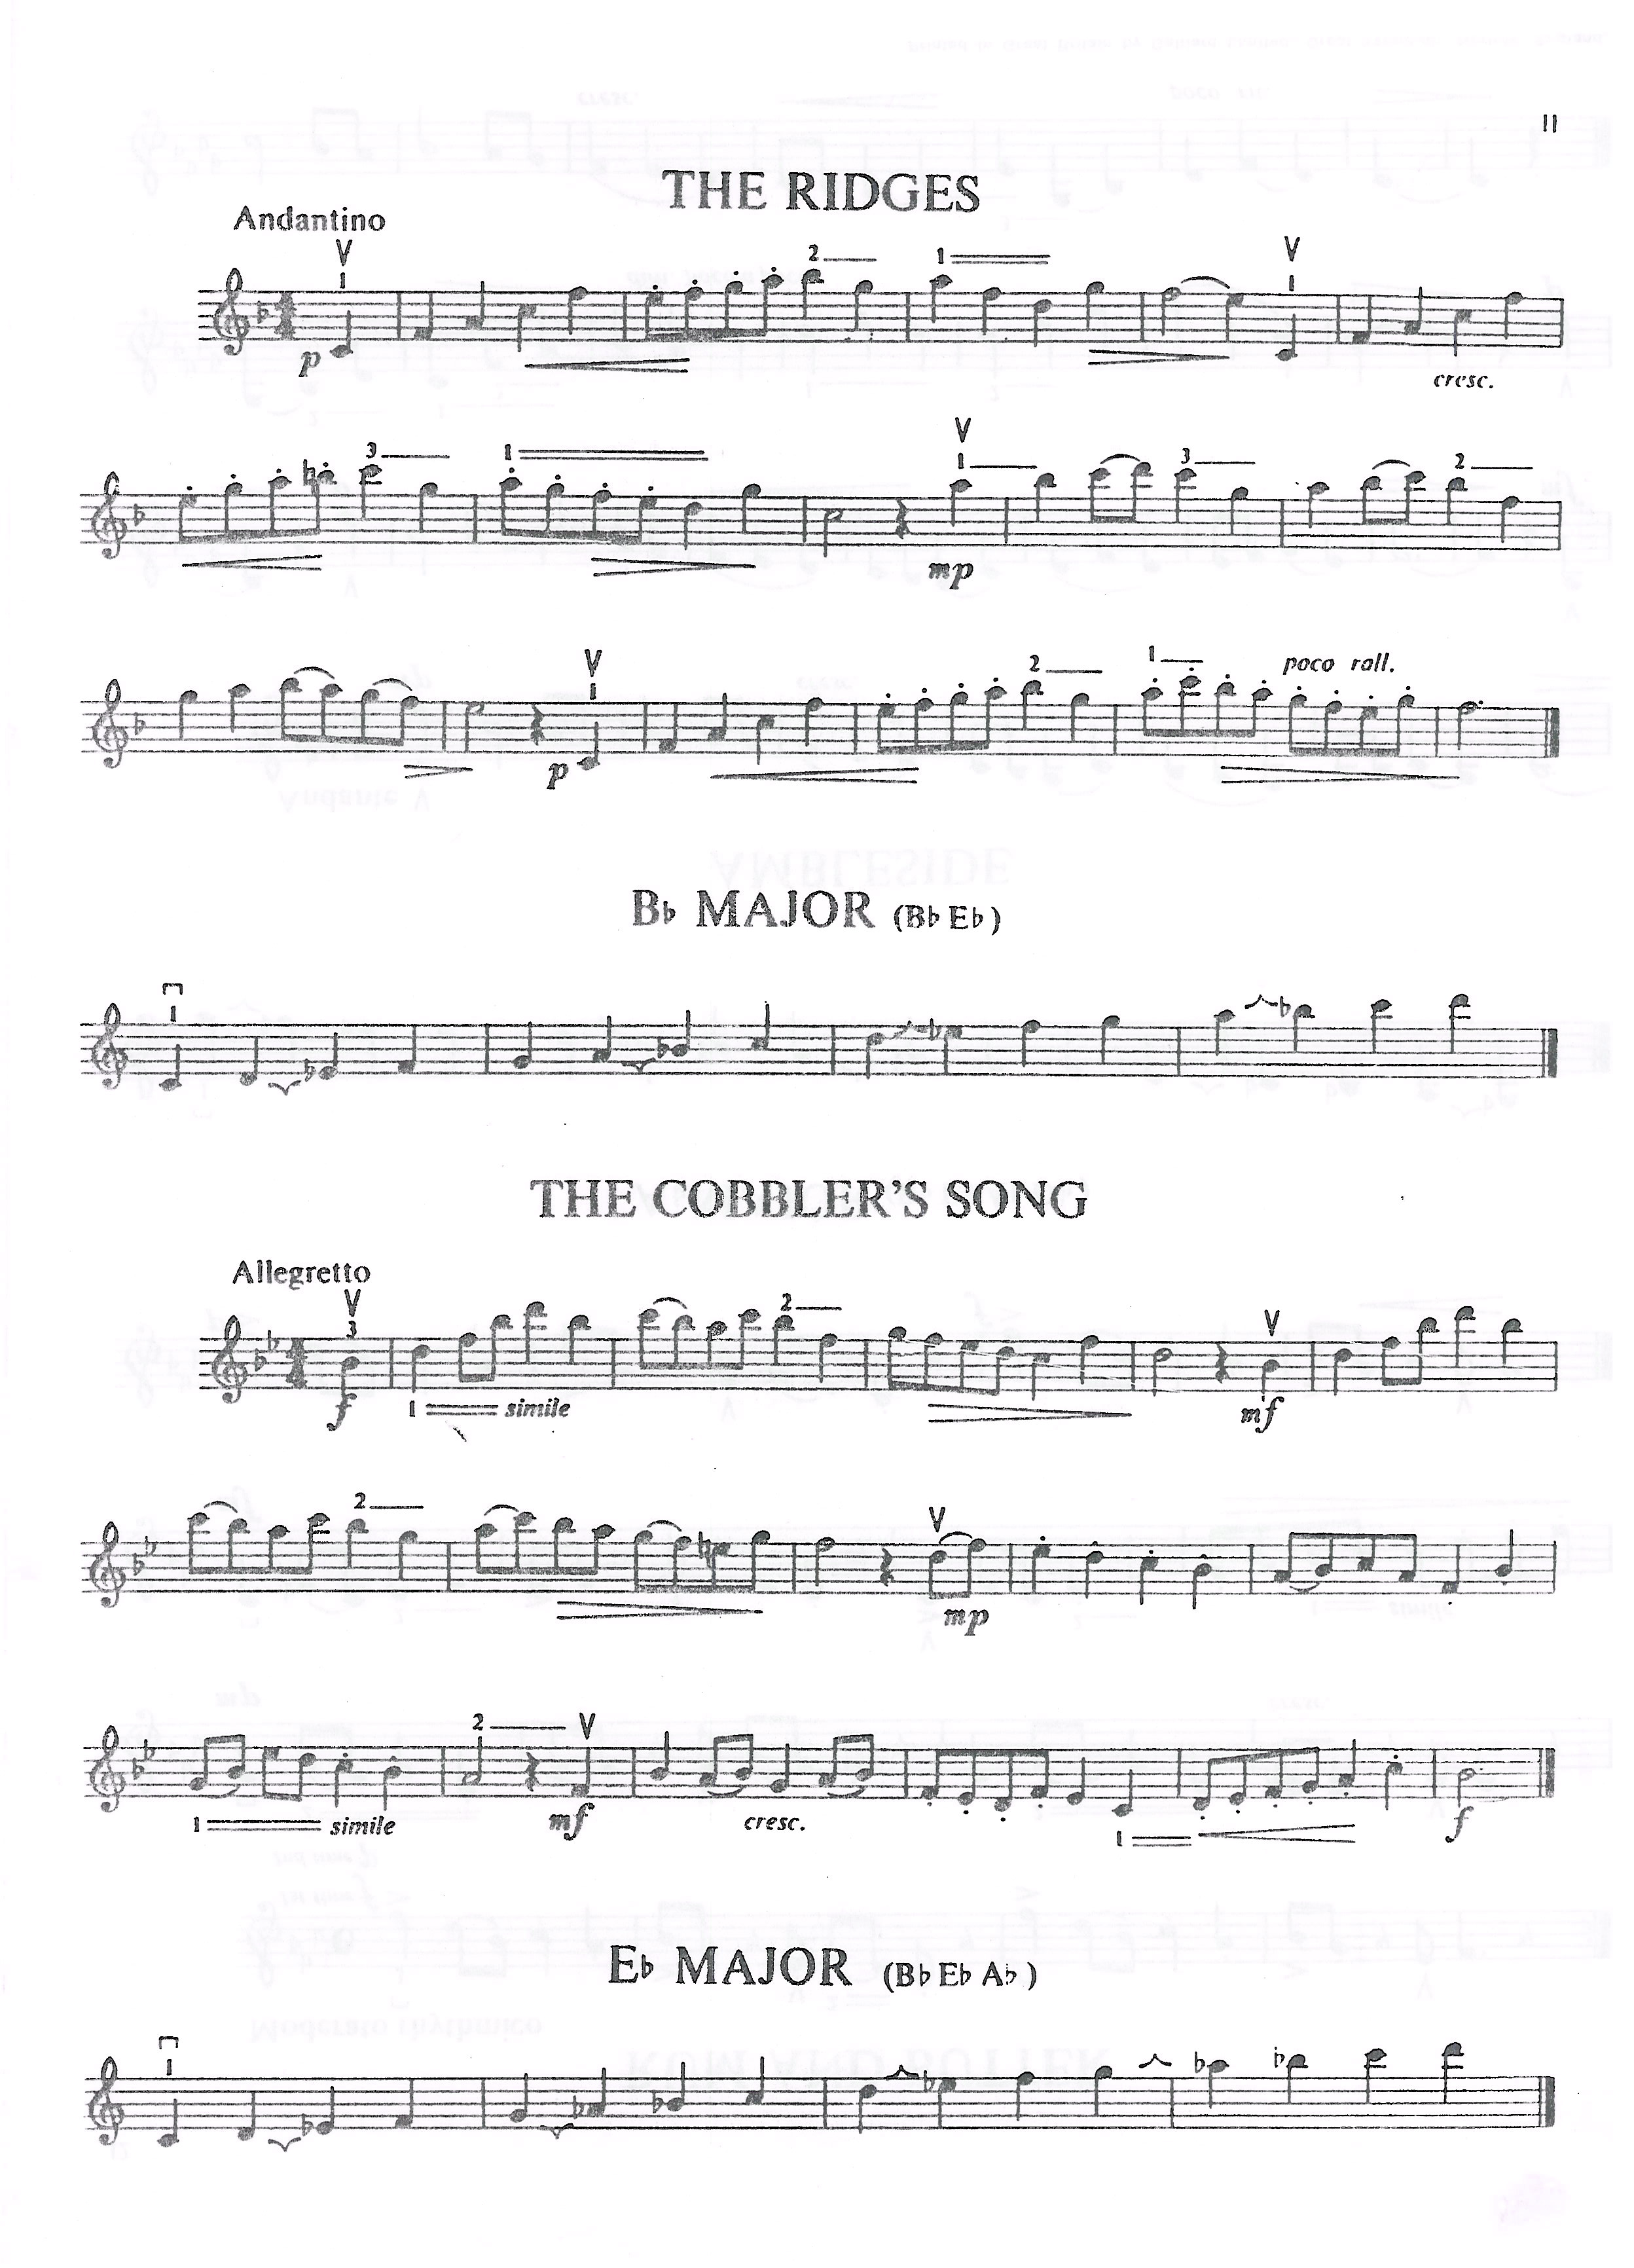 11
THE RIDGES
Andantino
V
1
2
1
V
1
p
cresc.
3
1
V
1
3
2
mp
V
1
2
1
poco rall.
p
B♭ MAJOR (B♭ E♭)
1
THE COBBLER'S SONG
Allegretto
V
3
2
V
f
1 simile
mf
2
V
mp
2
V
1 simile
mf
cresc.
1
f
E♭ MAJOR (B♭ E♭ A♭)
1